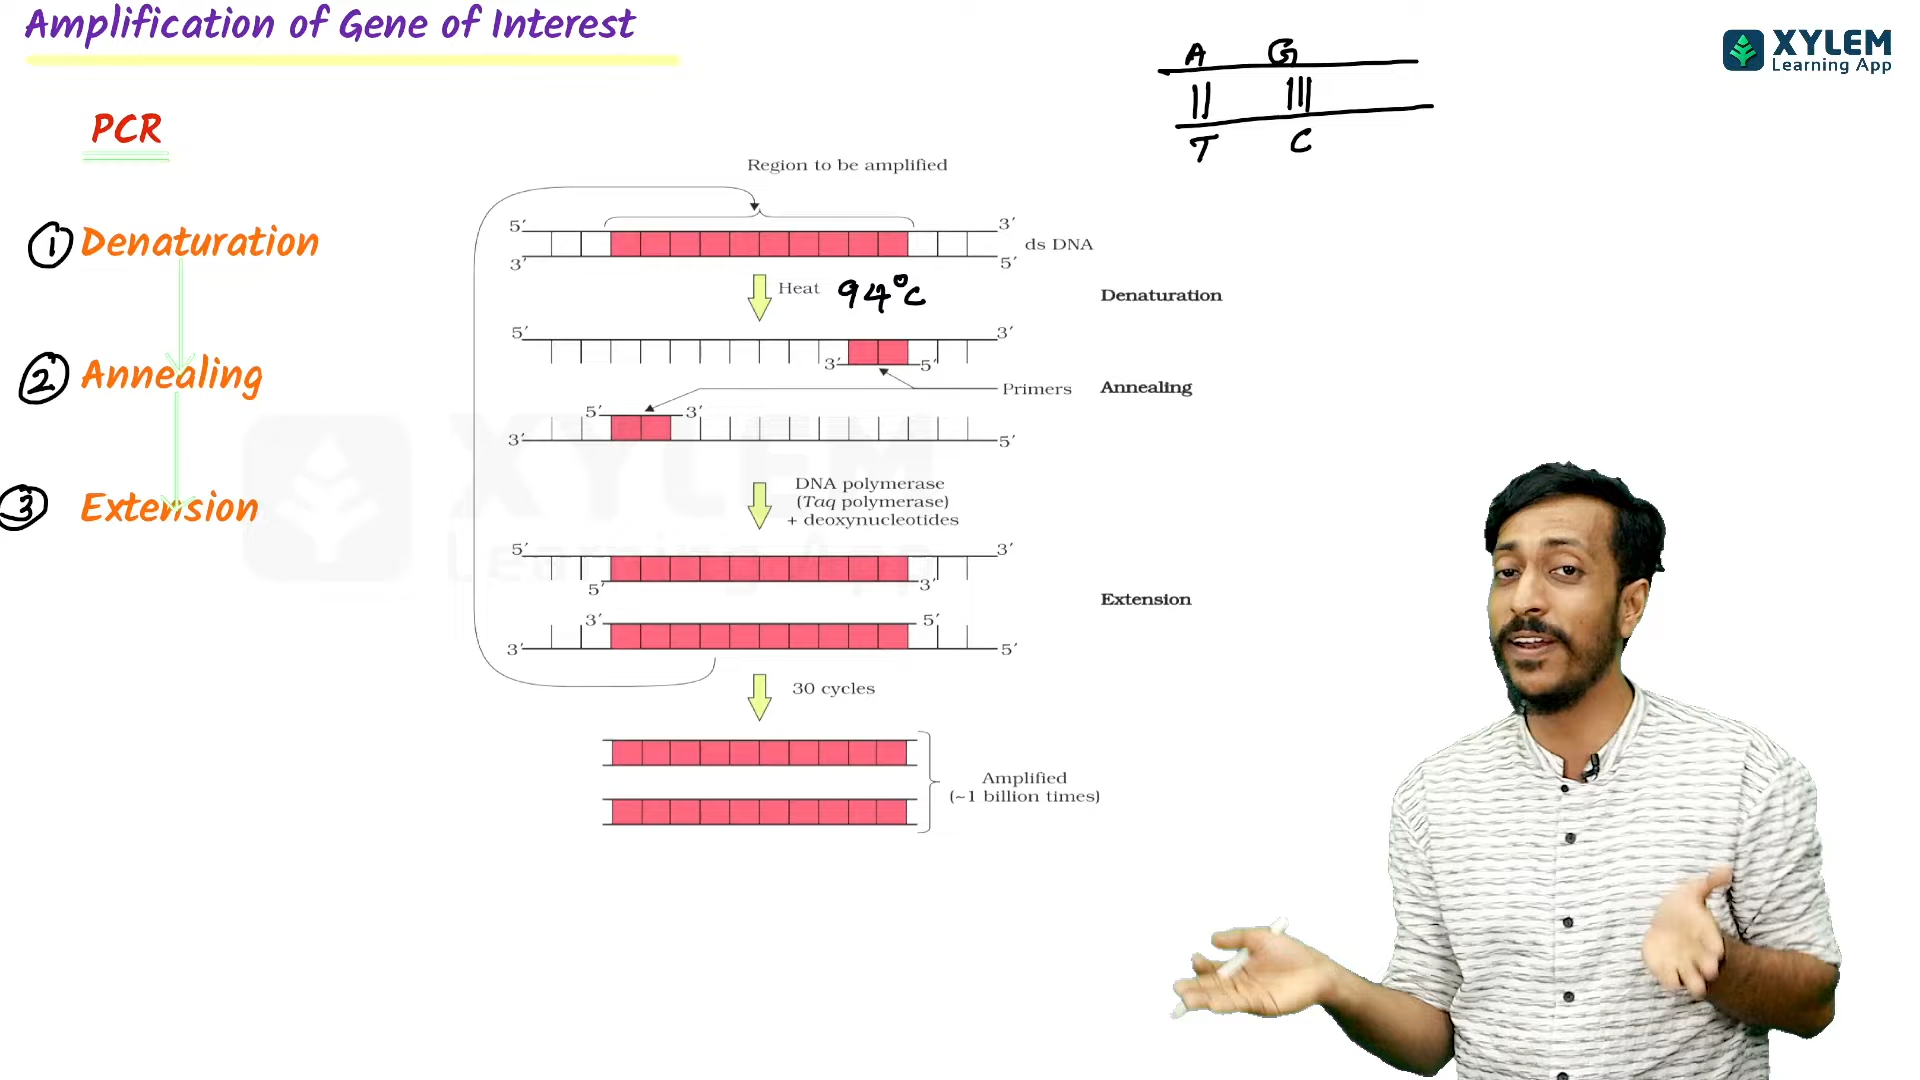 Amplification of Gene of Interest
XYLEM
Learning App
A G
T C
PCR
Region to be amplified
5′ 3′
ds DNA
3′ 5′
① Denaturation
Heat 94°C
Denaturation
5′ 3′
3′ 5′
② Annealing
Primers Annealing
5′ 3′
3′ 5′
XYLEM
Learning App
③ Extension
DNA polymerase
(Taq polymerase)
+ deoxynucleotides
5′ 3′
5′ 3′
Extension
3′ 5′
3′ 5′
30 cycles
Amplified
(~1 billion times)